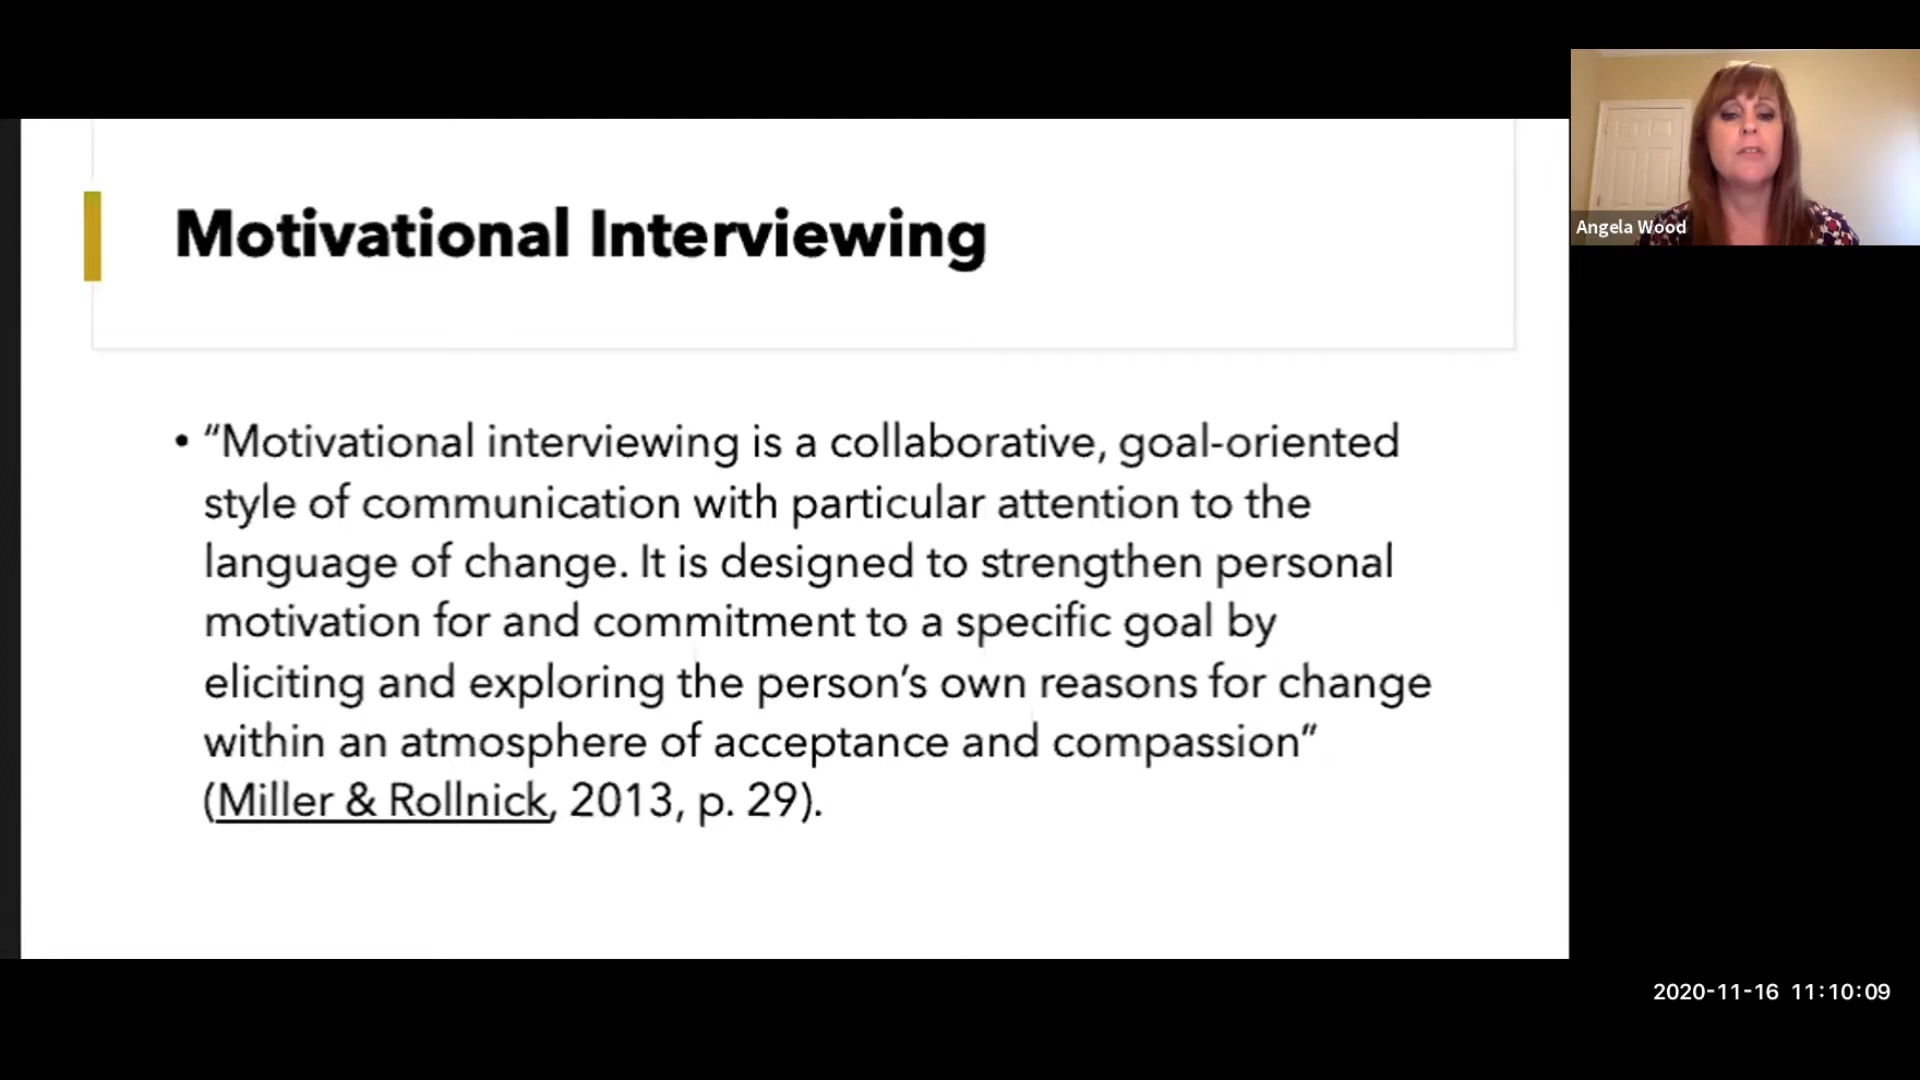 Motivational Interviewing
Angela Wood
• “Motivational interviewing is a collaborative, goal-oriented
style of communication with particular attention to the
language of change. It is designed to strengthen personal
motivation for and commitment to a specific goal by
eliciting and exploring the person’s own reasons for change
within an atmosphere of acceptance and compassion”
(Miller & Rollnick, 2013, p. 29).
2020-11-16 11:10:09